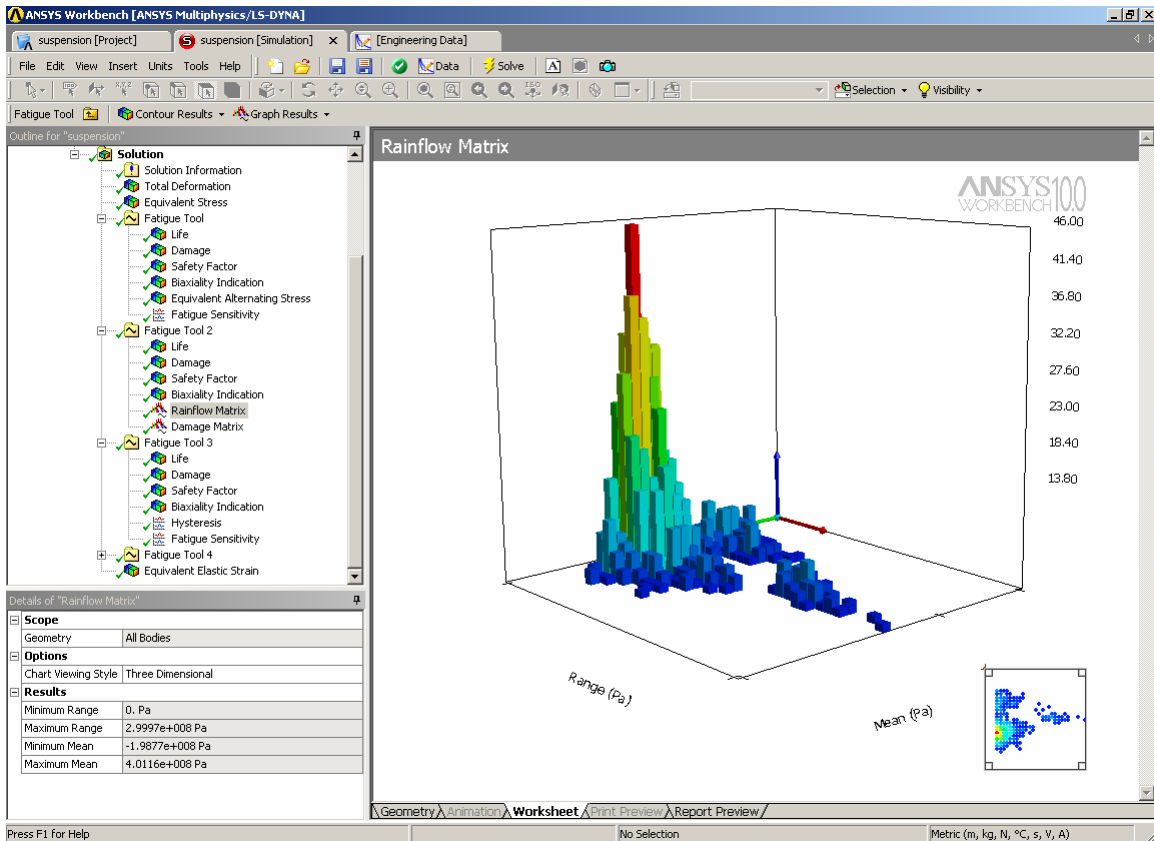 ANSYS Workbench [ANSYS Multiphysics/LS-DYNA]
suspension [Project] suspension [Simulation] [Engineering Data]
File Edit View Insert Units Tools Help Data Solve
Selection Visibility
Fatigue Tool Contour Results Graph Results
Outline for "suspension"
Solution
Solution Information
Total Deformation
Equivalent Stress
Fatigue Tool
Life
Damage
Safety Factor
Biaxiality Indication
Equivalent Alternating Stress
Fatigue Sensitivity
Fatigue Tool 2
Life
Damage
Safety Factor
Biaxiality Indication
Rainflow Matrix
Damage Matrix
Fatigue Tool 3
Life
Damage
Safety Factor
Biaxiality Indication
Hysteresis
Fatigue Sensitivity
Fatigue Tool 4
Equivalent Elastic Strain
Details of "Rainflow Matrix"
Scope
Geometry All Bodies
Options
Chart Viewing Style Three Dimensional
Results
Minimum Range 0. Pa
Maximum Range 2.9997e+008 Pa
Minimum Mean -1.9877e+008 Pa
Maximum Mean 4.0116e+008 Pa
Rainflow Matrix
ANSYS 10.0
WORKBENCH
46.00
41.40
36.80
32.20
27.60
23.00
18.40
13.80
Range (Pa)
Mean (Pa)
Geometry Animation Worksheet Print Preview Report Preview
Press F1 for Help No Selection Metric (m, kg, N, °C, s, V, A)